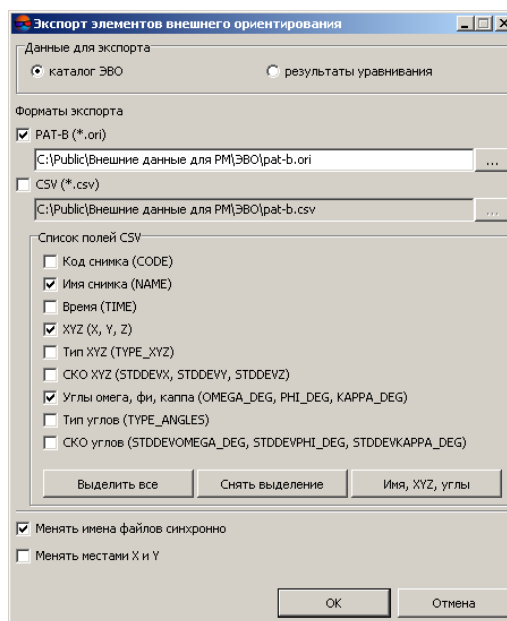 Экспорт элементов внешнего ориентирования
Данные для экспорта
каталог ЭВО
результаты уравнивания
Форматы экспорта
PAT-B (*.ori)
C:\Public\Внешние данные для РМ\ЭВО\pat-b.ori
...
CSV (*.csv)
C:\Public\Внешние данные для РМ\ЭВО\pat-b.csv
...
Список полей CSV
Код снимка (CODE)
Имя снимка (NAME)
Время (TIME)
XYZ (X, Y, Z)
Тип XYZ (TYPE_XYZ)
СКО XYZ (STDDEVX, STDDEVY, STDDEVZ)
Углы омега, фи, каппа (OMEGA_DEG, PHI_DEG, KAPPA_DEG)
Тип углов (TYPE_ANGLES)
СКО углов (STDDEVOMEGA_DEG, STDDEVPHI_DEG, STDDEVKAPPA_DEG)
Выделить все
Снять выделение
Имя, XYZ, углы
Менять имена файлов синхронно
Менять местами X и Y
OK
Отмена